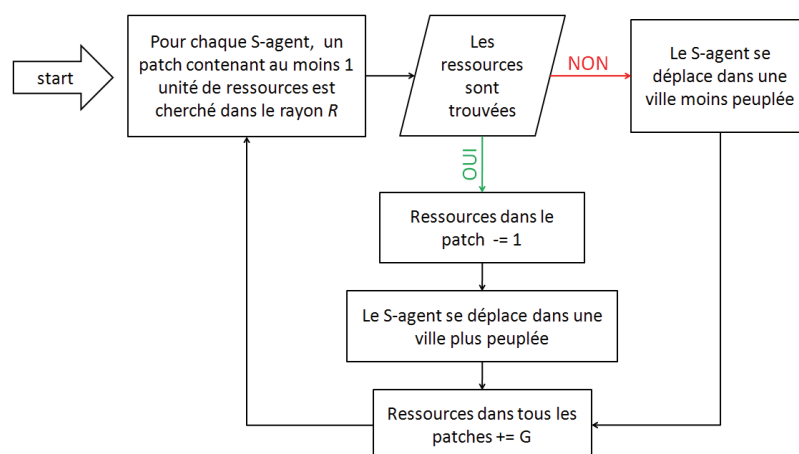 start
Pour chaque S-agent, un
patch contenant au moins 1
unité de ressources est
cherché dans le rayon R
Les
ressources
sont
trouvées
NON
Le S-agent se
déplace dans une
ville moins peuplée
OUI
Ressources dans le
patch -= 1
Le S-agent se déplace dans une
ville plus peuplée
Ressources dans tous les
patches += G